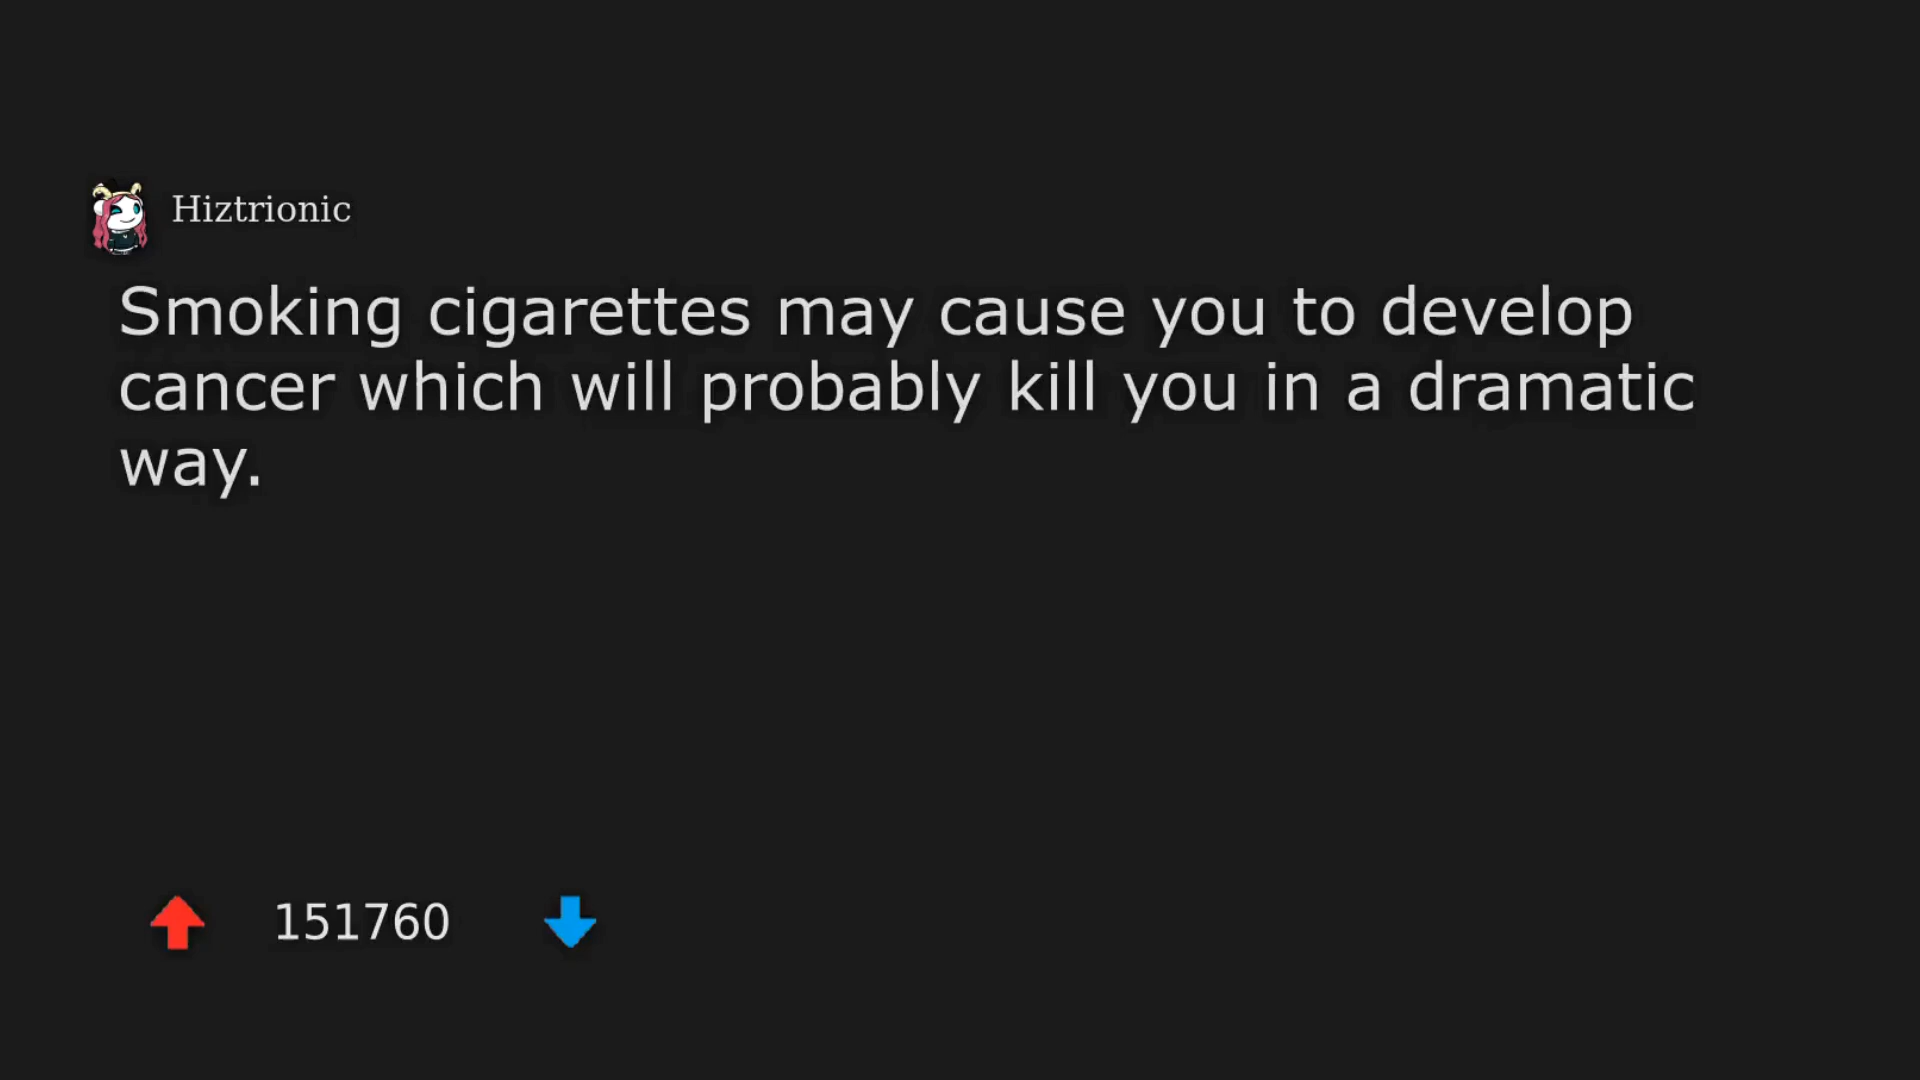 Hiztrionic
Smoking cigarettes may cause you to develop
cancer which will probably kill you in a dramatic
way.
151760